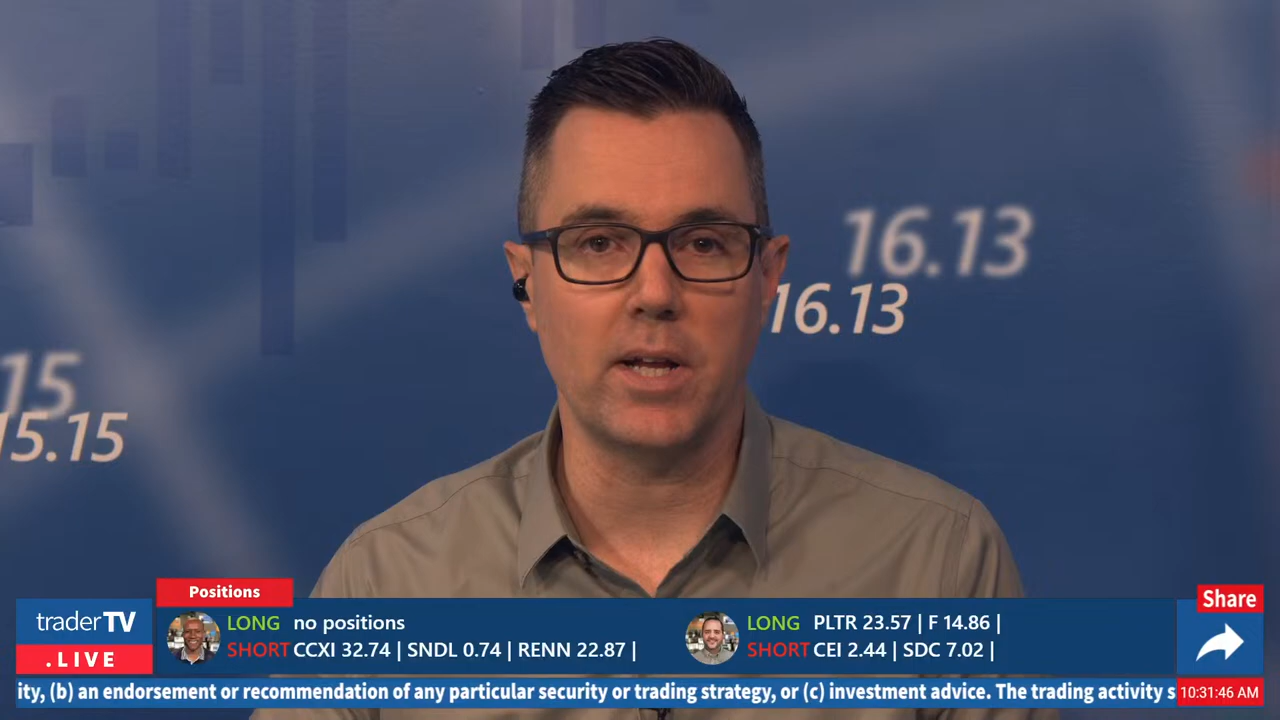 16.13
16.13
15
15.15
Positions
Share
traderTV
.LIVE
LONG no positions
SHORT CCXI 32.74 | SNDL 0.74 | RENN 22.87 |
LONG PLTR 23.57 | F 14.86 |
SHORT CEI 2.44 | SDC 7.02 |
ity, (b) an endorsement or recommendation of any particular security or trading strategy, or (c) investment advice. The trading activity s
10:31:46 AM